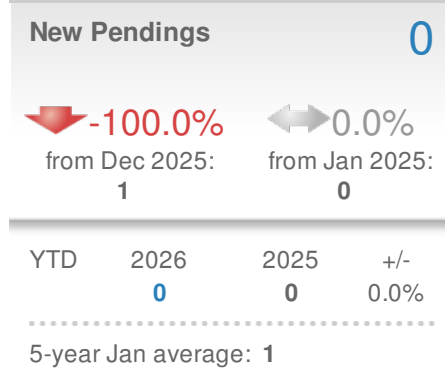 New Pendings 0
-100.0% 0.0%
from Dec 2025: from Jan 2025:
1 0
YTD 2026 2025 +/-
0 0 0.0%
5-year Jan average: 1